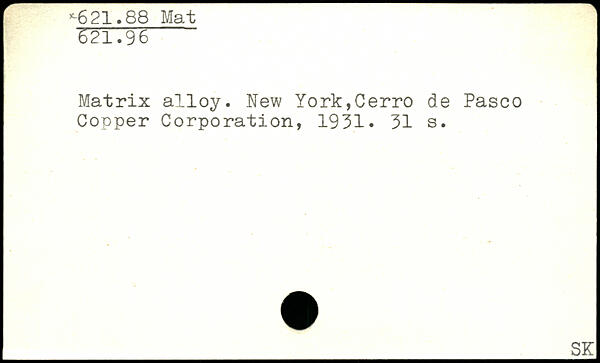 *621.88 Mat
621.96
Matrix alloy. New York,Cerro de Pasco
Copper Corporation, 1931. 31 s.
SK